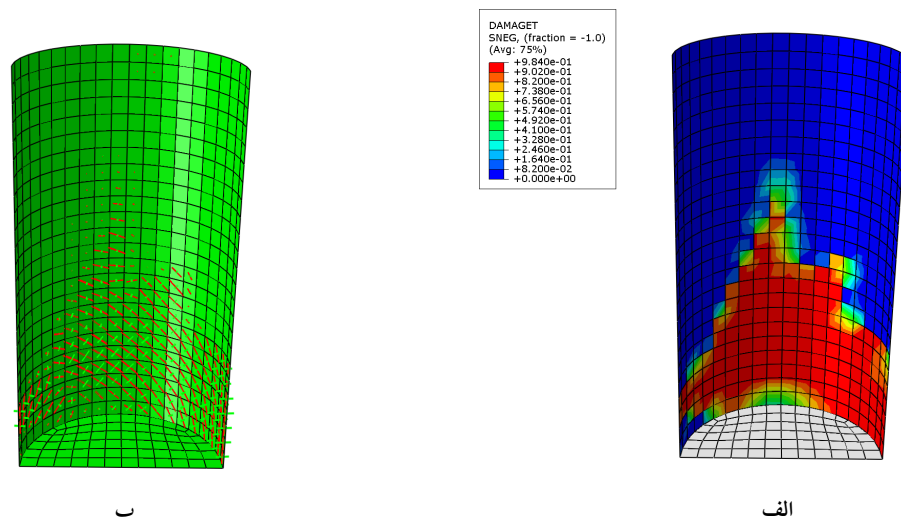 DAMAGET
SNEG, (fraction = -1.0)
(Avg: 75%)
+9.840e-01
+9.020e-01
+8.200e-01
+7.380e-01
+6.560e-01
+5.740e-01
+4.920e-01
+4.100e-01
+3.280e-01
+2.460e-01
+1.640e-01
+8.200e-02
+0.000e+00
الف
ب